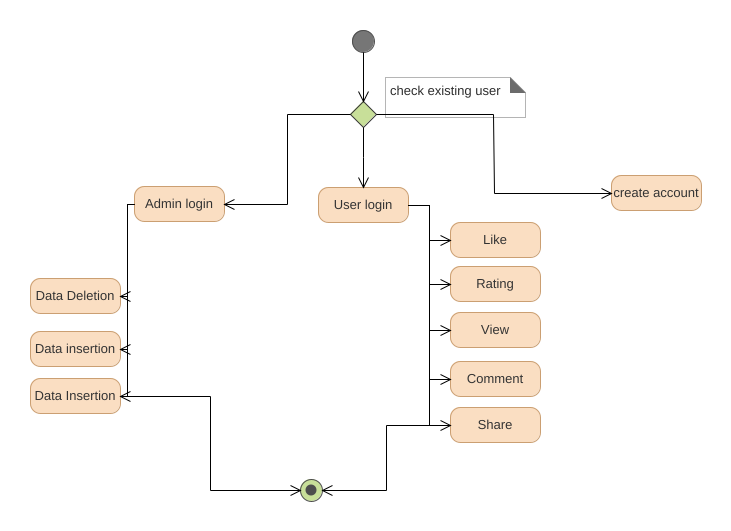 check existing user
create account
Admin login
User login
Like
Rating
Data Deletion
View
Data insertion
Comment
Data Insertion
Share